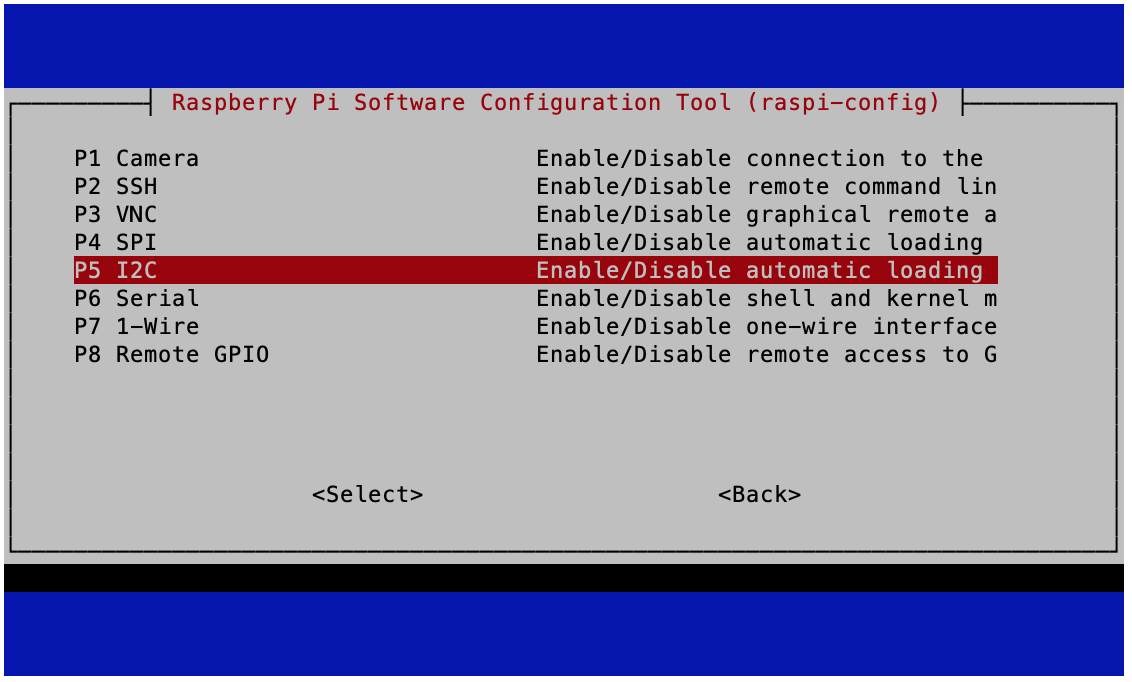 Raspberry Pi Software Configuration Tool (raspi-config)
P1 Camera Enable/Disable connection to the
P2 SSH Enable/Disable remote command lin
P3 VNC Enable/Disable graphical remote a
P4 SPI Enable/Disable automatic loading
P5 I2C Enable/Disable automatic loading
P6 Serial Enable/Disable shell and kernel m
P7 1-Wire Enable/Disable one-wire interface
P8 Remote GPIO Enable/Disable remote access to G
<Select> <Back>